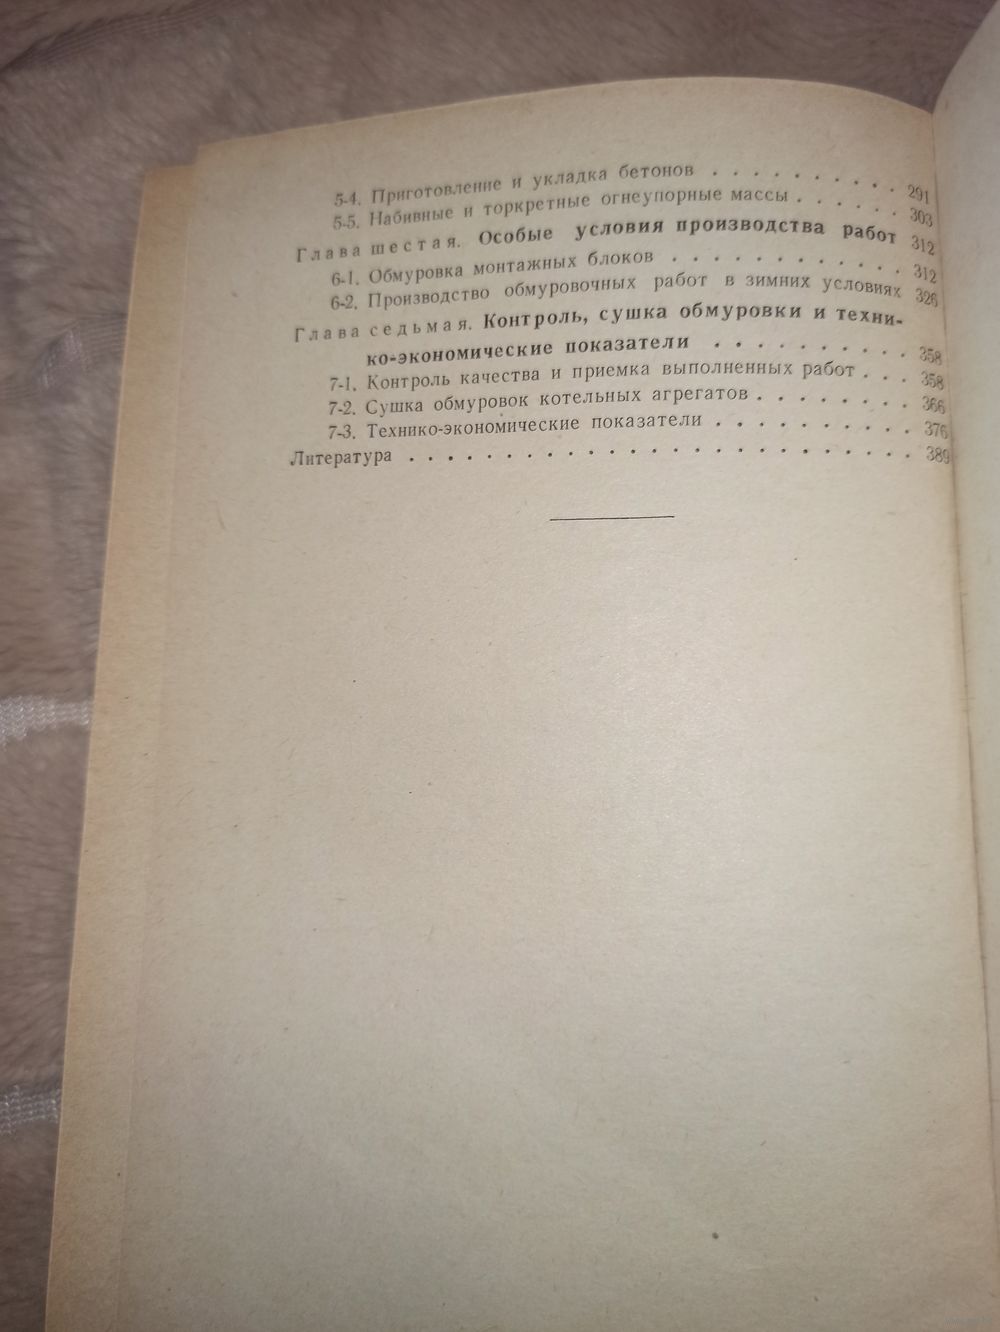 5-4. Приготовление и укладка бетонов . . . . . . . . . . 291
5-5. Набивные и торкретные огнеупорные массы . . . . . . 303
Глава шестая. Особые условия производства работ 312
6-1. Обмуровка монтажных блоков . . . . . . . . . . . . 312
6-2. Производство обмуровочных работ в зимних условиях 326
Глава седьмая. Контроль, сушка обмуровки и техни-
ко-экономические показатели . . . . . . . . . . 358
7-1. Контроль качества и приемка выполненных работ . . . 358
7-2. Сушка обмуровок котельных агрегатов . . . . . . . . 366
7-3. Технико-экономические показатели . . . . . . . . . . 376
Литература . . . . . . . . . . . . . . . . . . . . . . . . . 389